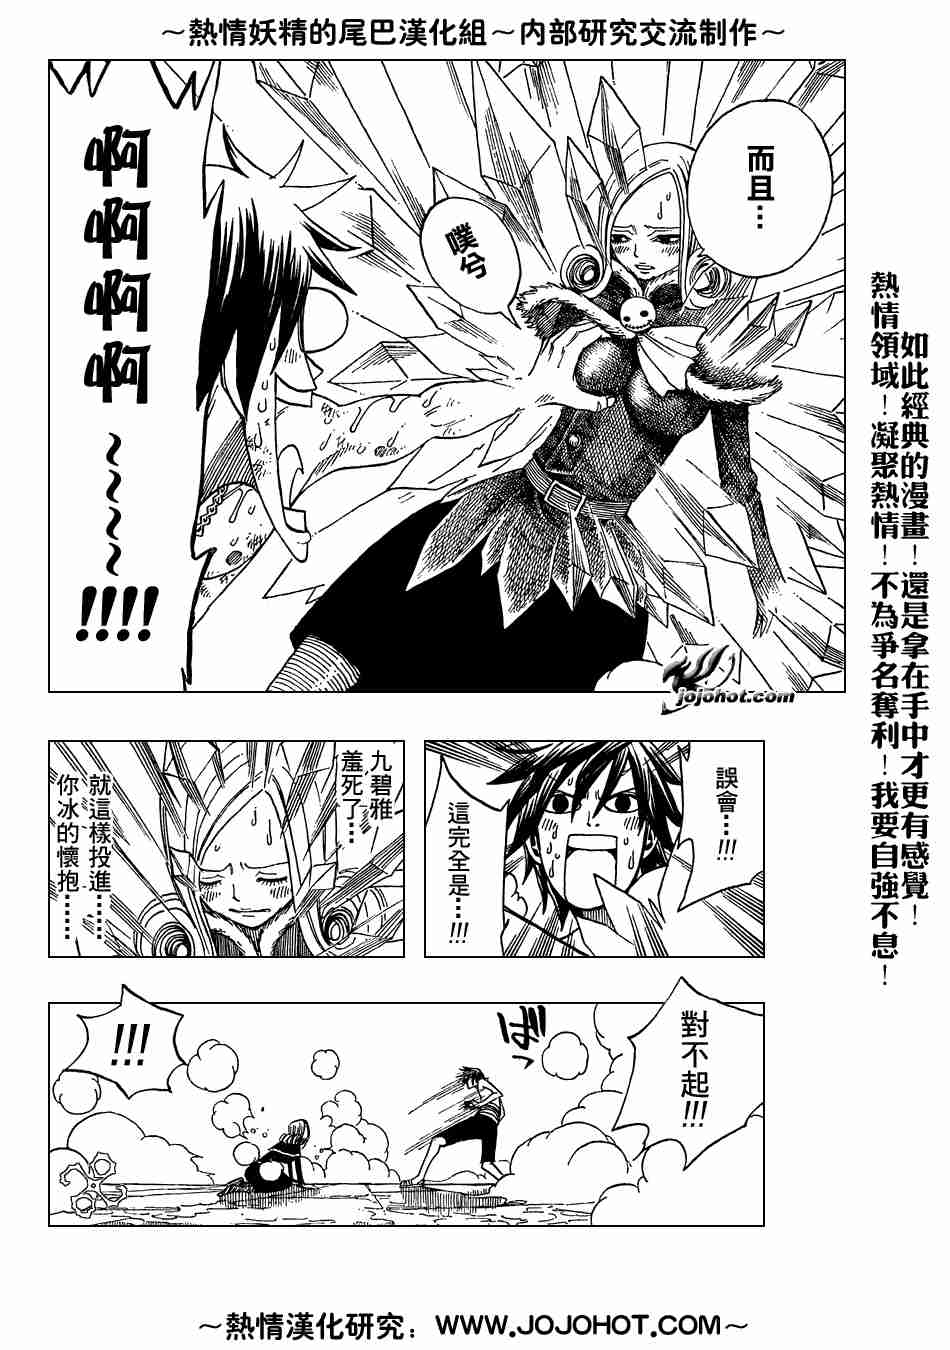 ～熱情妖精的尾巴漢化組～內部研究交流制作～
而且…
噗兮
啊啊啊啊～～～～!!!!
jojohot.com
誤會…!!!
這完全是…!!!
九碧雅
羞死了…
就這樣投進……
你冰的懷抱……
對不起!!!
!!!
如此經典的漫畫！還是拿在手中才更有感覺！
熱情領域！凝聚熱情！不為爭名奪利！我要自強不息！
～熱情漢化研究：WWW.JOJOHOT.COM～